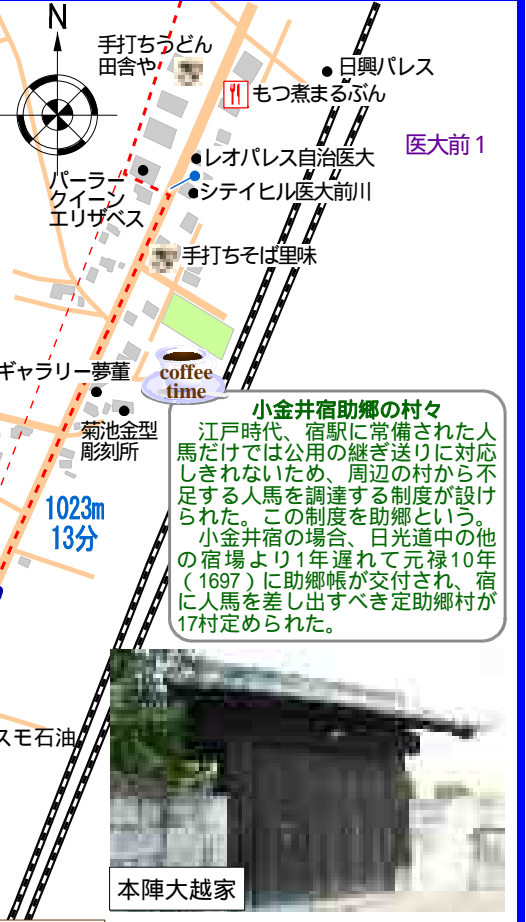 N
手打ちうどん
田舎や
日興パレス
もつ煮まるぶん
医大前1
レオパレス自治医大
パーラー
クイーン
エリザベス
シテイヒル医大前川
手打ちそば里味
coffee
time
ギャラリー夢菫
菊池金型
彫刻所
小金井宿助郷の村々
江戸時代、宿駅に常備された人
馬だけでは公用の継ぎ送りに対応
しきれないため、周辺の村から不
足する人馬を調達する制度が設け
られた。この制度を助郷という。
小金井宿の場合、日光道中の他
の宿場より1年遅れて元禄10年
（1697）に助郷帳が交付され、宿
に人馬を差し出すべき定助郷村が
17村定められた。
1023m
13分
スモ石油
本陣大越家